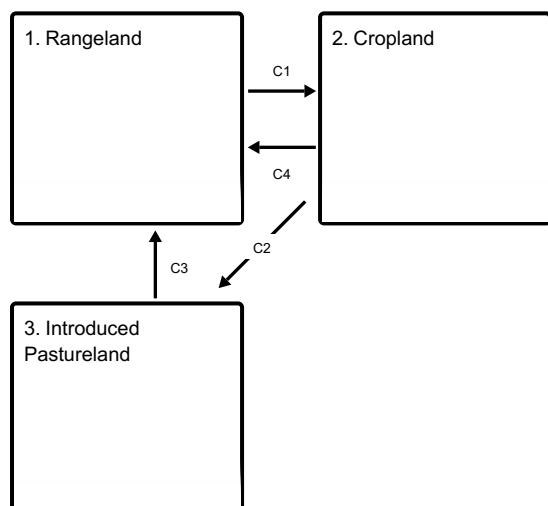 1. Rangeland
2. Cropland
C1
C4
C2
C3
3. Introduced
Pastureland